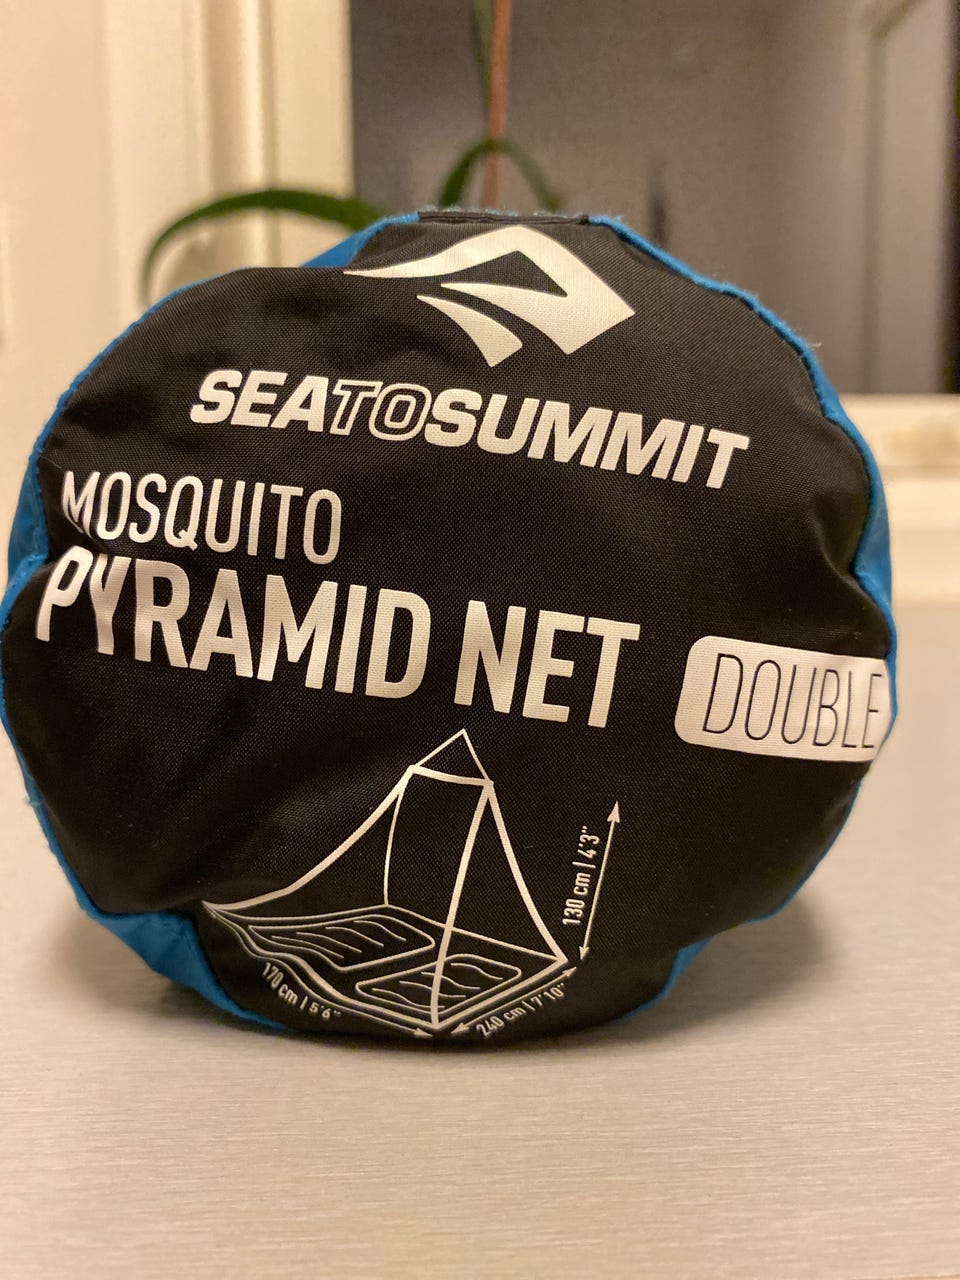 SEATOSUMMIT
MOSQUITO
PYRAMID NET
DOUBLE
130 cm | 4'3"
170 cm | 5'6"
240 cm | 7'10"